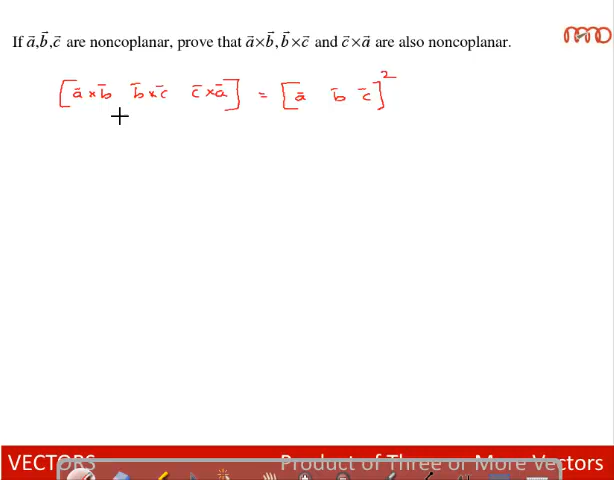 If a⃗,b⃗,c⃗ are noncoplanar, prove that a⃗×b⃗, b⃗×c⃗ and c⃗×a⃗ are also noncoplanar.
[a̅×b̅ b̅×c̅ c̅×a̅] = [a̅ b̅ c̅]²
VECTORS Product of Three or More Vectors